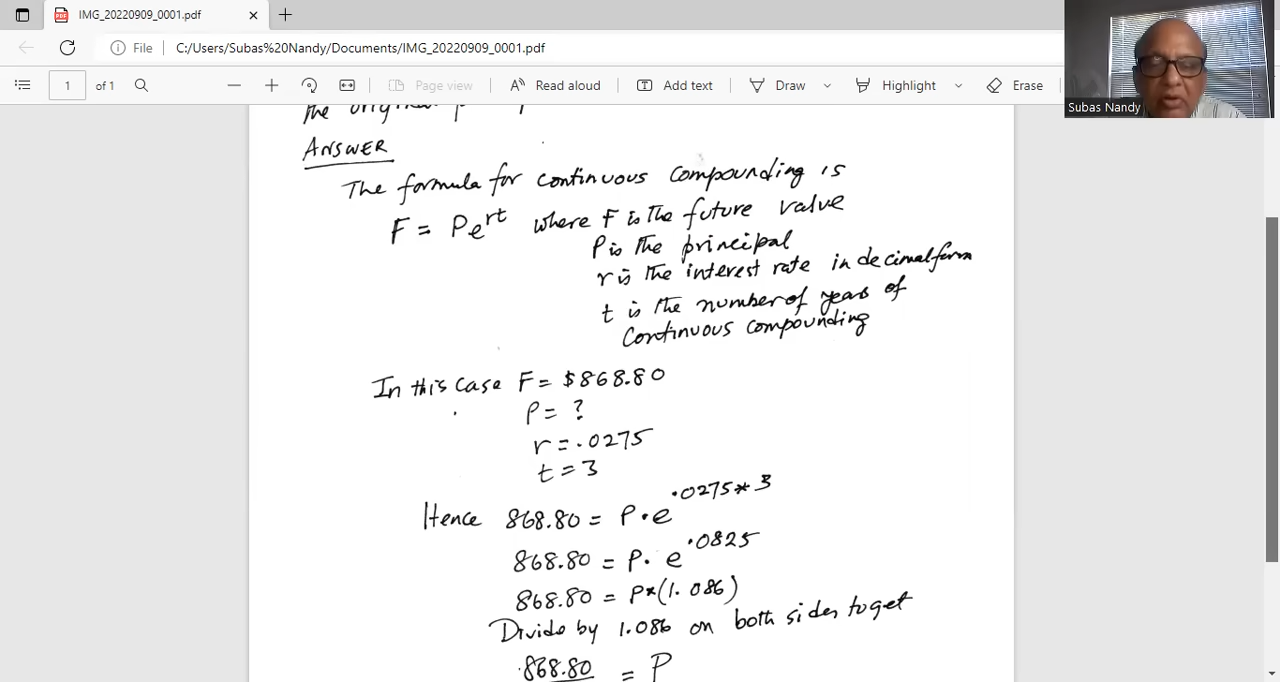 IMG_20220909_0001.pdf
File
C:/Users/Subas%20Nandy/Documents/IMG_20220909_0001.pdf
1 of 1 Page view Read aloud Add text Draw Highlight Erase
Subas Nandy
the original
ANSWER
The formula for continuous compounding is
F = Pe^rt where F is the future value
P is the principal
r is the interest rate in decimal form
t is the number of years of
continuous compounding
In this case F = $868.80
P = ?
r = .0275
t = 3
Hence 868.80 = P.e^.0275*3
868.80 = P. e^.0825
868.80 = P*(1.086)
Divide by 1.086 on both sides to get
868.80 = P